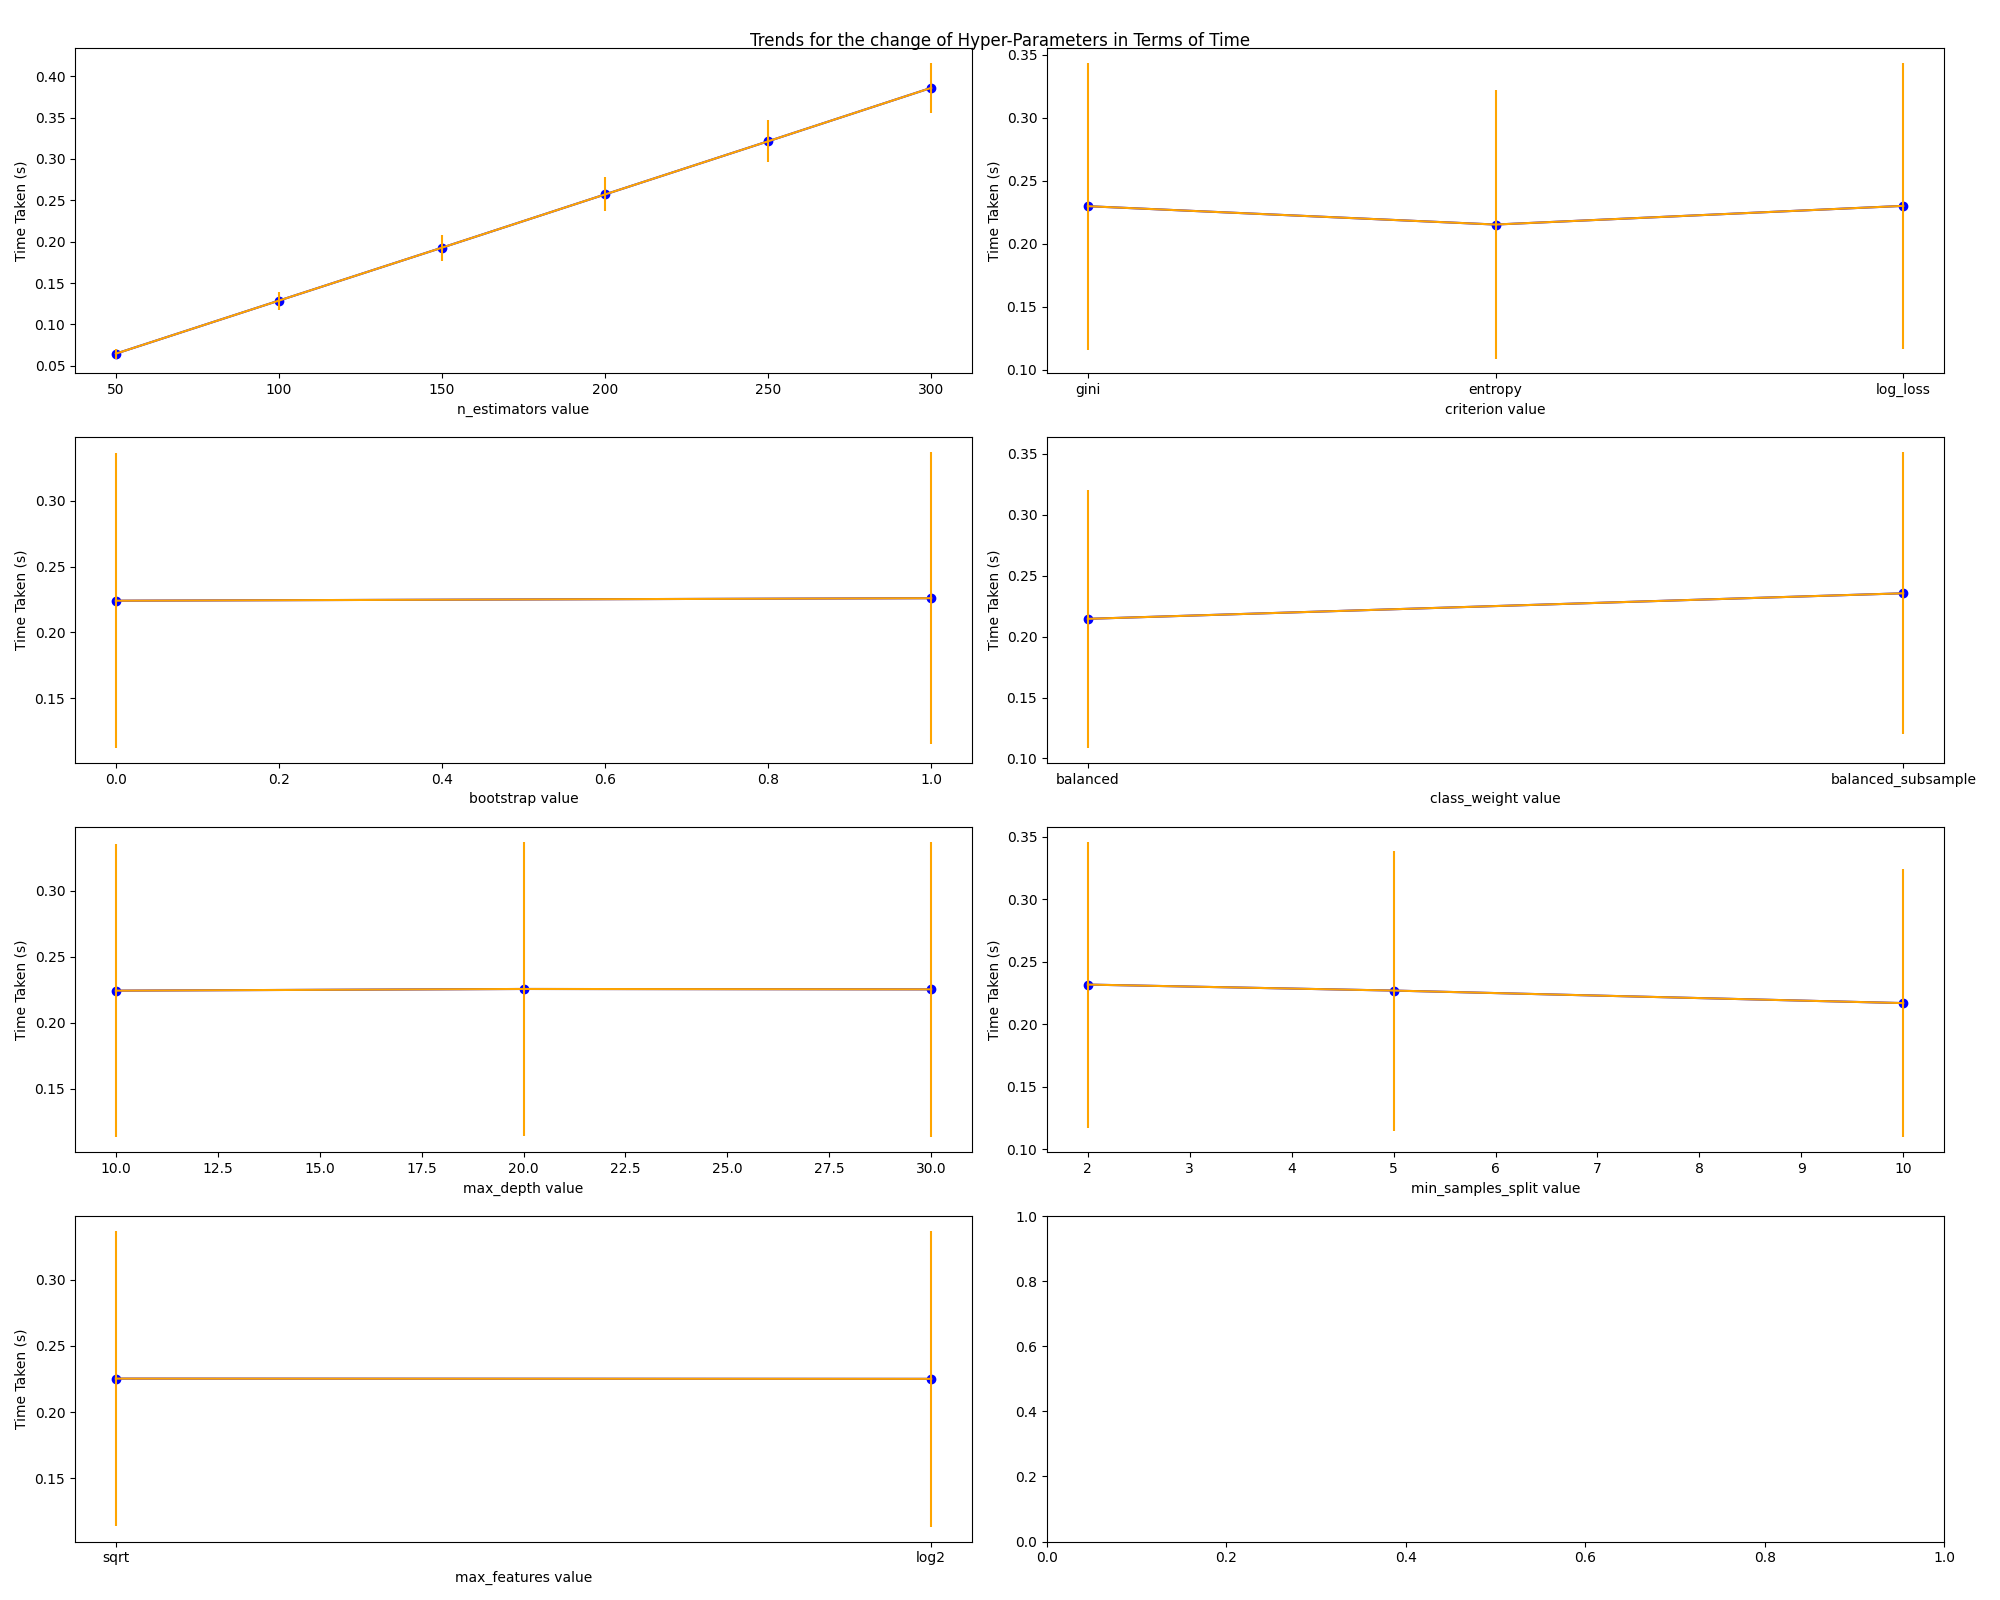 Trends for the change of Hyper-Parameters in Terms of Time
0.40
0.35
0.30
0.25
0.20
0.15
0.10
0.05
Time Taken (s)
50 100 150 200 250 300
n_estimators value
0.35
0.30
0.25
0.20
0.15
0.10
Time Taken (s)
gini entropy log_loss
criterion value
0.30
0.25
0.20
0.15
Time Taken (s)
0.0 0.2 0.4 0.6 0.8 1.0
bootstrap value
0.35
0.30
0.25
0.20
0.15
0.10
Time Taken (s)
balanced balanced_subsample
class_weight value
0.30
0.25
0.20
0.15
Time Taken (s)
10.0 12.5 15.0 17.5 20.0 22.5 25.0 27.5 30.0
max_depth value
0.35
0.30
0.25
0.20
0.15
0.10
Time Taken (s)
2 3 4 5 6 7 8 9 10
min_samples_split value
0.30
0.25
0.20
0.15
Time Taken (s)
sqrt log2
max_features value
1.0
0.8
0.6
0.4
0.2
0.0
0.0 0.2 0.4 0.6 0.8 1.0